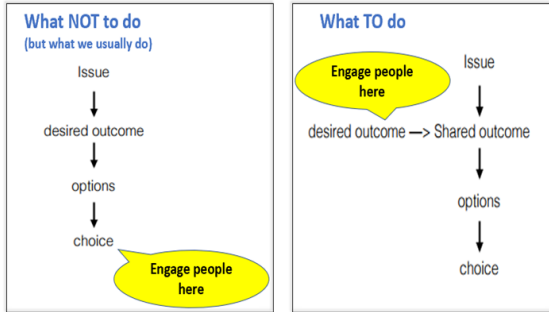 What NOT to do
(but what we usually do)
Issue
desired outcome
options
choice
Engage people
here
What TO do
Engage people
here
Issue
desired outcome —> Shared outcome
options
choice